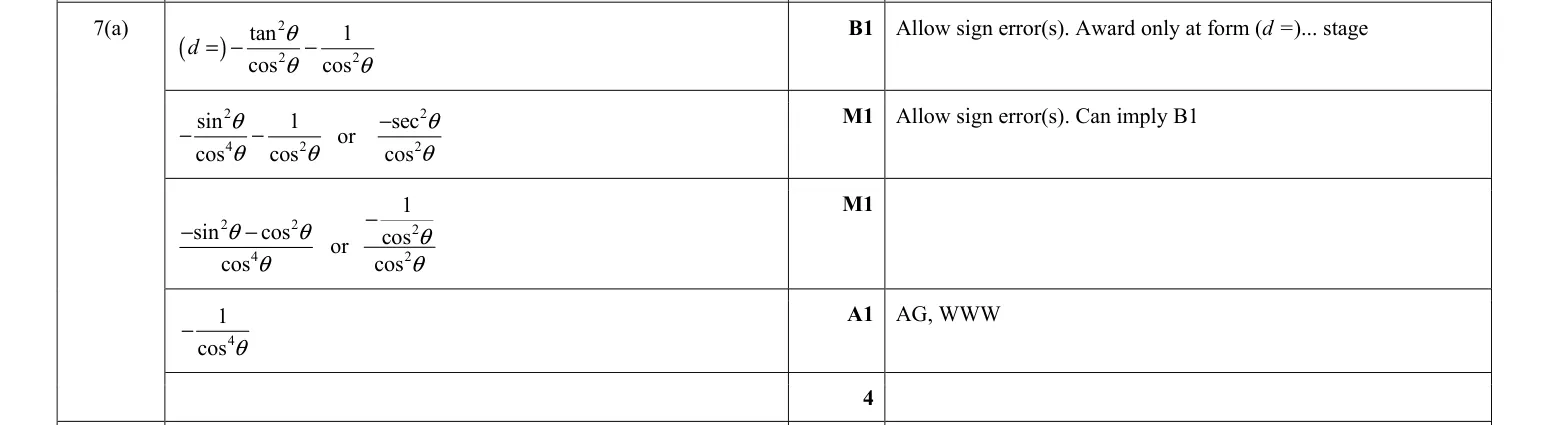 7(a) (d =) − tan²θ/cos²θ − 1/cos²θ B1 Allow sign error(s). Award only at form (d =)... stage
− sin²θ/cos⁴θ − 1/cos²θ or −sec²θ/cos²θ M1 Allow sign error(s). Can imply B1
(−sin²θ − cos²θ)/cos⁴θ or (− 1/cos²θ)/cos²θ M1
− 1/cos⁴θ A1 AG, WWW
4